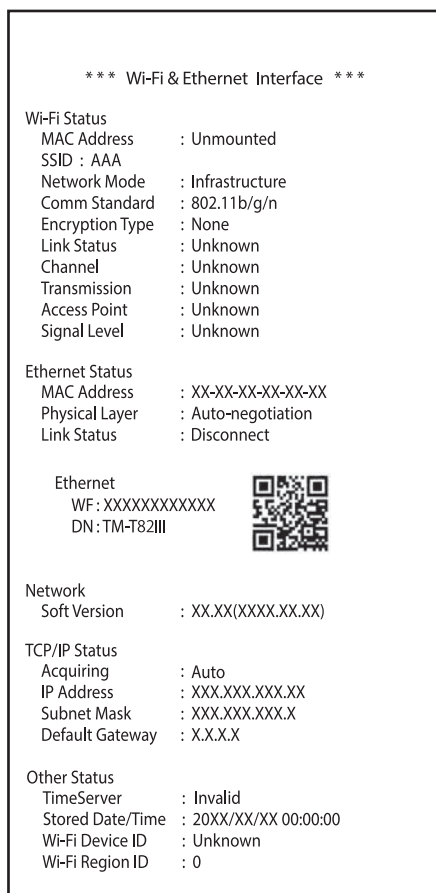 *** Wi-Fi & Ethernet Interface ***
Wi-Fi Status
MAC Address : Unmounted
SSID : AAA
Network Mode : Infrastructure
Comm Standard : 802.11b/g/n
Encryption Type : None
Link Status : Unknown
Channel : Unknown
Transmission : Unknown
Access Point : Unknown
Signal Level : Unknown
Ethernet Status
MAC Address : XX-XX-XX-XX-XX-XX
Physical Layer : Auto-negotiation
Link Status : Disconnect
Ethernet
WF : XXXXXXXXXXXX
DN : TM-T82III
Network
Soft Version : XX.XX(XXXX.XX.XX)
TCP/IP Status
Acquiring : Auto
IP Address : XXX.XXX.XXX.XX
Subnet Mask : XXX.XXX.XXX.X
Default Gateway : X.X.X.X
Other Status
TimeServer : Invalid
Stored Date/Time : 20XX/XX/XX 00:00:00
Wi-Fi Device ID : Unknown
Wi-Fi Region ID : 0